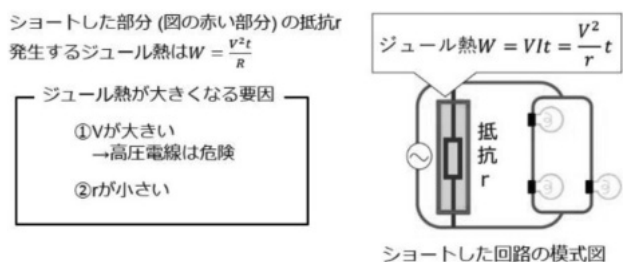 ショートした部分 (図の赤い部分) の抵抗r
発生するジュール熱はW = V²t/R
ジュール熱が大きくなる要因
①Vが大きい
→高圧電線は危険
②rが小さい
ジュール熱W = VIt = V²/r t
抵抗r
ショートした回路の模式図